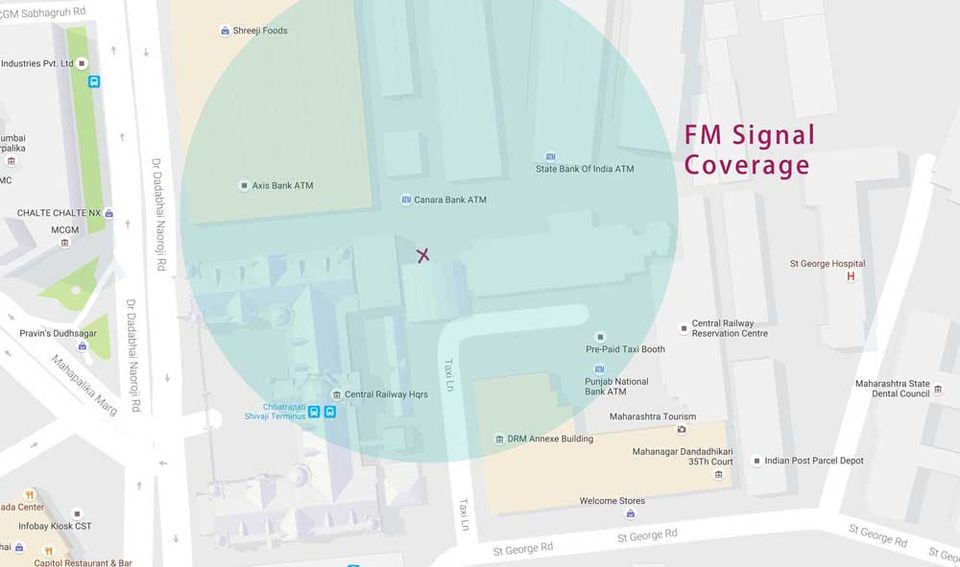 CGM Sabhagruh Rd
Shreeji Foods
Industries Pvt. Ltd
FM Signal
Coverage
umbai
rpalika
MC
Dr Dadabhai Naoroji Rd
State Bank Of India ATM
Axis Bank ATM
Canara Bank ATM
CHALTE CHALTE NX
MCGM
St George Hospital
Dr Dadabhai Naoroji Rd
Pravin's Dudhsagar
Central Railway
Reservation Centre
Pre-Paid Taxi Booth
Mahapalika Marg
Taxi Ln
Punjab National
Bank ATM
Maharashtra State
Dental Council
Central Railway Hqrs
Chhatrapati
Shivaji Terminus
Maharashtra Tourism
DRM Annexe Building
Mahanagar Dandadhikari
35Th Court
Indian Post Parcel Depot
Welcome Stores
ada Center
Infobay Kiosk CST
Taxi Ln
St George Rd
St George Rd
St George Rd
hai
Capitol Restaurant & Bar